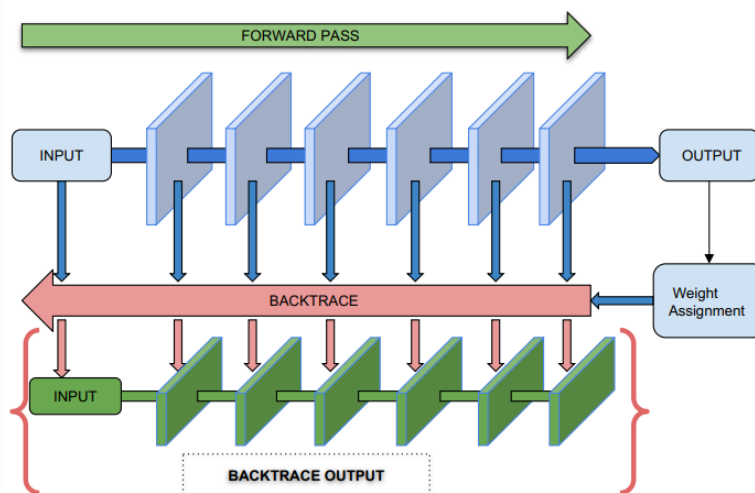 FORWARD PASS
INPUT
OUTPUT
BACKTRACE
Weight
Assignment
INPUT
BACKTRACE OUTPUT